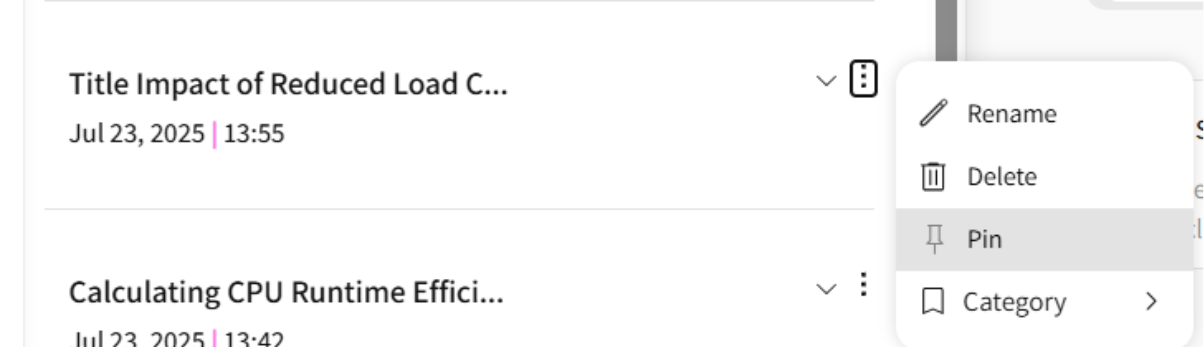 Title Impact of Reduced Load C...
Jul 23, 2025 | 13:55
Rename
Delete
Pin
Category
Calculating CPU Runtime Effici...
Jul 23, 2025 | 13:42